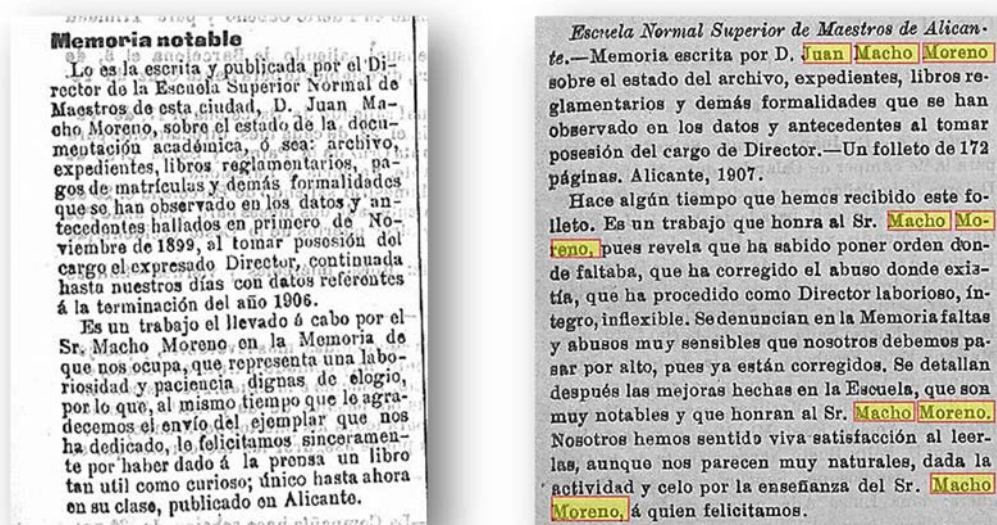 Memoria notable
Lo es la escrita y publicada por el Di-
rector de la Escuela Superior Normal de
Maestros de esta ciudad, D. Juan Ma-
cho Moreno, sobre el estado de la docu-
mentación académica, ó sea: archivo,
expedientes, libros reglamentarios, pa-
gos de matrículas y demás formalidades
que se han observado en los datos y an-
tecedentes hallados en primero de No-
viembre de 1899, al tomar posesión del
cargo el expresado Director, continuada
hasta nuestros días con datos referentes
á la terminación del año 1906.
Es un trabajo el llevado á cabo por el
Sr. Macho Moreno en la Memoria de
que nos ocupa, que representa una labo-
riosidad y paciencia dignas de elogio,
por lo que, al mismo tiempo que le agra-
decemos el envío del ejemplar que nos
ha dedicado, le felicitamos sinceramen-
te por haber dado á la prensa un libro
tan util como curioso; único hasta ahora
en su clase, publicado en Alicante.
Escuela Normal Superior de Maestros de Alican-
te.—Memoria escrita por D. Juan Macho Moreno
sobre el estado del archivo, expedientes, libros re-
glamentarios y demás formalidades que se han
observado en los datos y antecedentes al tomar
posesión del cargo de Director.—Un folleto de 172
páginas. Alicante, 1907.
Hace algún tiempo que hemos recibido este fo-
lleto. Es un trabajo que honra al Sr. Macho Mo-
reno, pues revela que ha sabido poner orden don-
de faltaba, que ha corregido el abuso donde exis-
tía, que ha procedido como Director laborioso, ín-
tegro, inflexible. Se denuncian en la Memoria faltas
y abusos muy sensibles que nosotros debemos pa-
sar por alto, pues ya están corregidos. Se detallan
después las mejoras hechas en la Escuela, que son
muy notables y que honran al Sr. Macho Moreno.
Nosotros hemos sentido viva satisfacción al leer-
las, aunque nos parecen muy naturales, dada la
actividad y celo por la enseñanza del Sr. Macho
Moreno, á quien felicitamos.